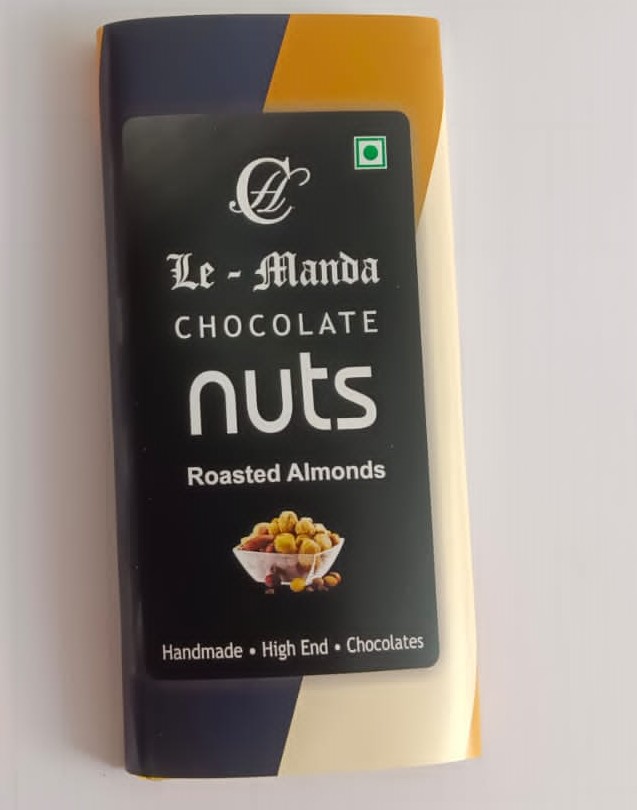 Le - Manda
CHOCOLATE
nuts
Roasted Almonds
Handmade • High End • Chocolates